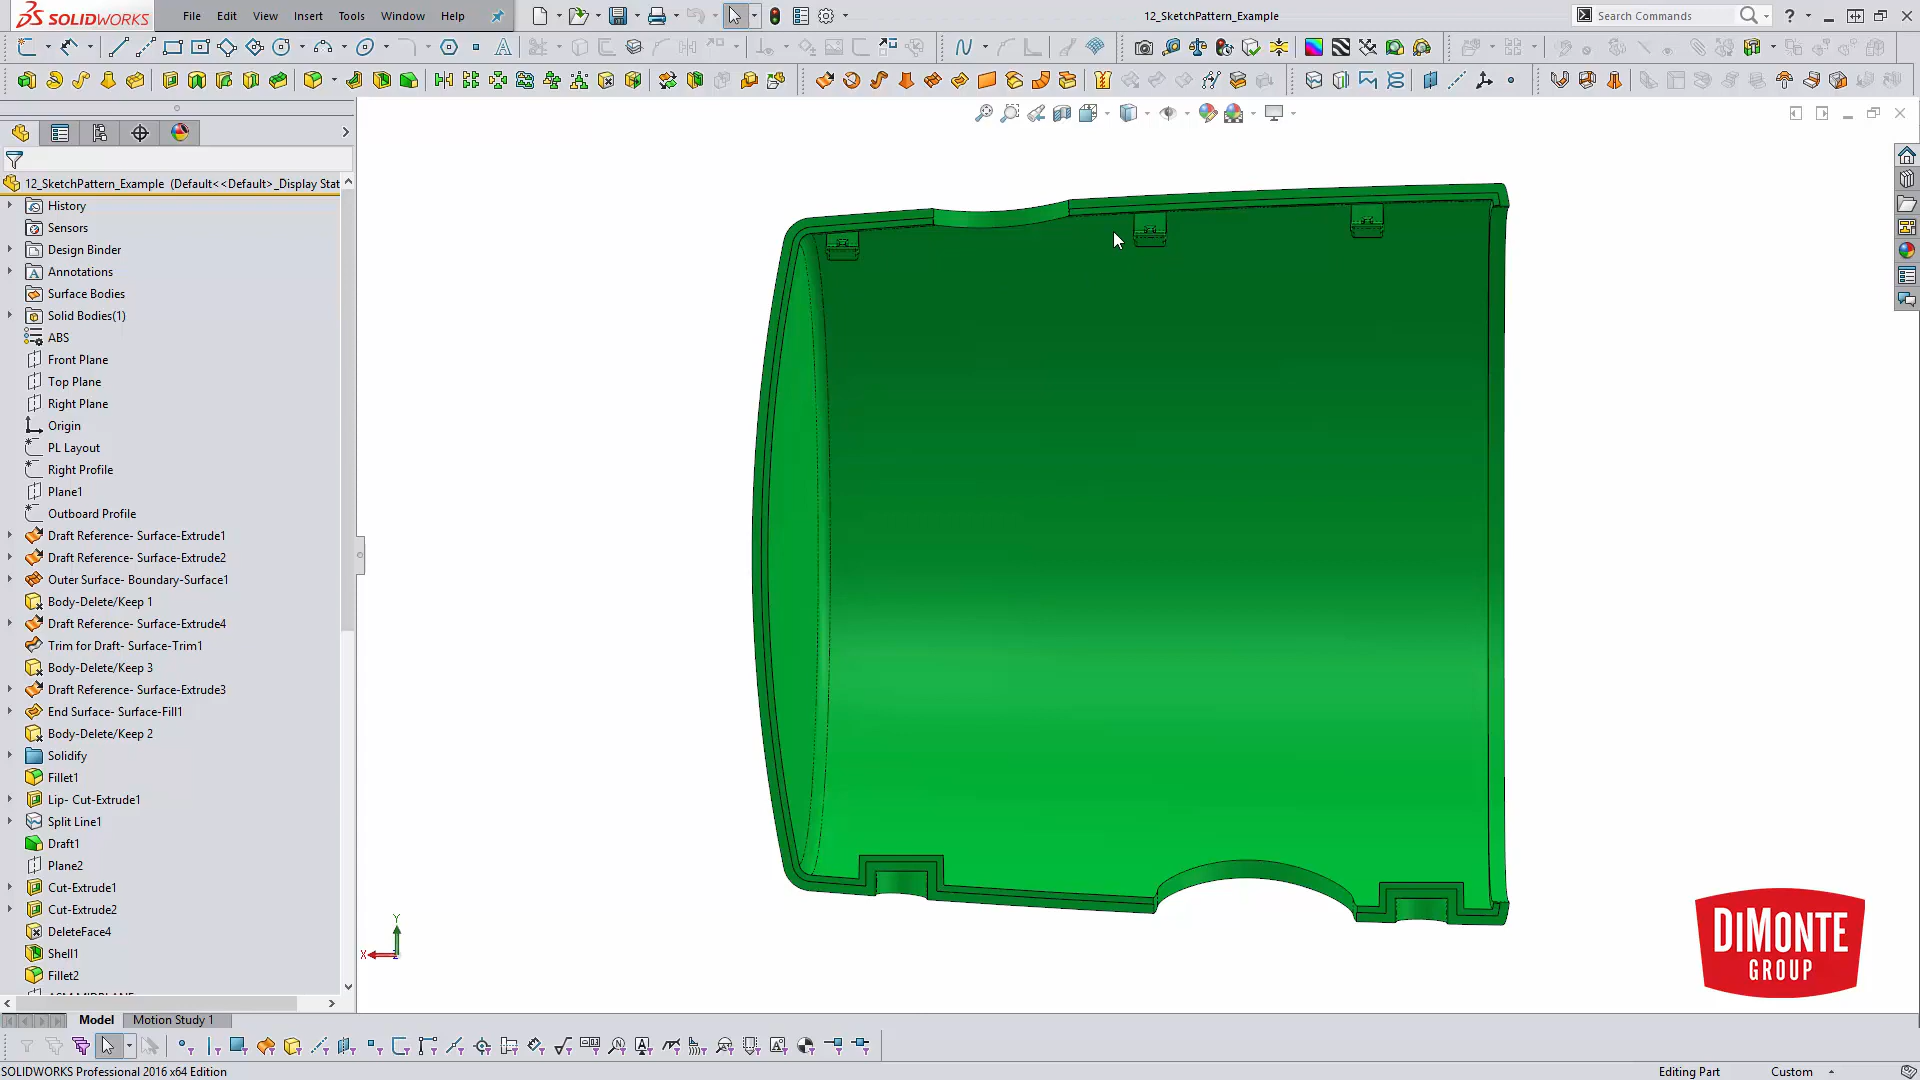 SOLIDWORKS
File Edit View Insert Tools Window Help
12_SketchPattern_Example
Search Commands
12_SketchPattern_Example (Default<<Default>_Display Stat
History
Sensors
Design Binder
Annotations
Surface Bodies
Solid Bodies(1)
ABS
Front Plane
Top Plane
Right Plane
Origin
PL Layout
Right Profile
Plane1
Outboard Profile
Draft Reference- Surface-Extrude1
Draft Reference- Surface-Extrude2
Outer Surface- Boundary-Surface1
Body-Delete/Keep 1
Draft Reference- Surface-Extrude4
Trim for Draft- Surface-Trim1
Body-Delete/Keep 3
Draft Reference- Surface-Extrude3
End Surface- Surface-Fill1
Body-Delete/Keep 2
Solidify
Fillet1
Lip- Cut-Extrude1
Split Line1
Draft1
Plane2
Cut-Extrude1
Cut-Extrude2
DeleteFace4
Shell1
Fillet2
Y
X
DIMONTE
GROUP
Model Motion Study 1
SOLIDWORKS Professional 2016 x64 Edition
Editing Part
Custom